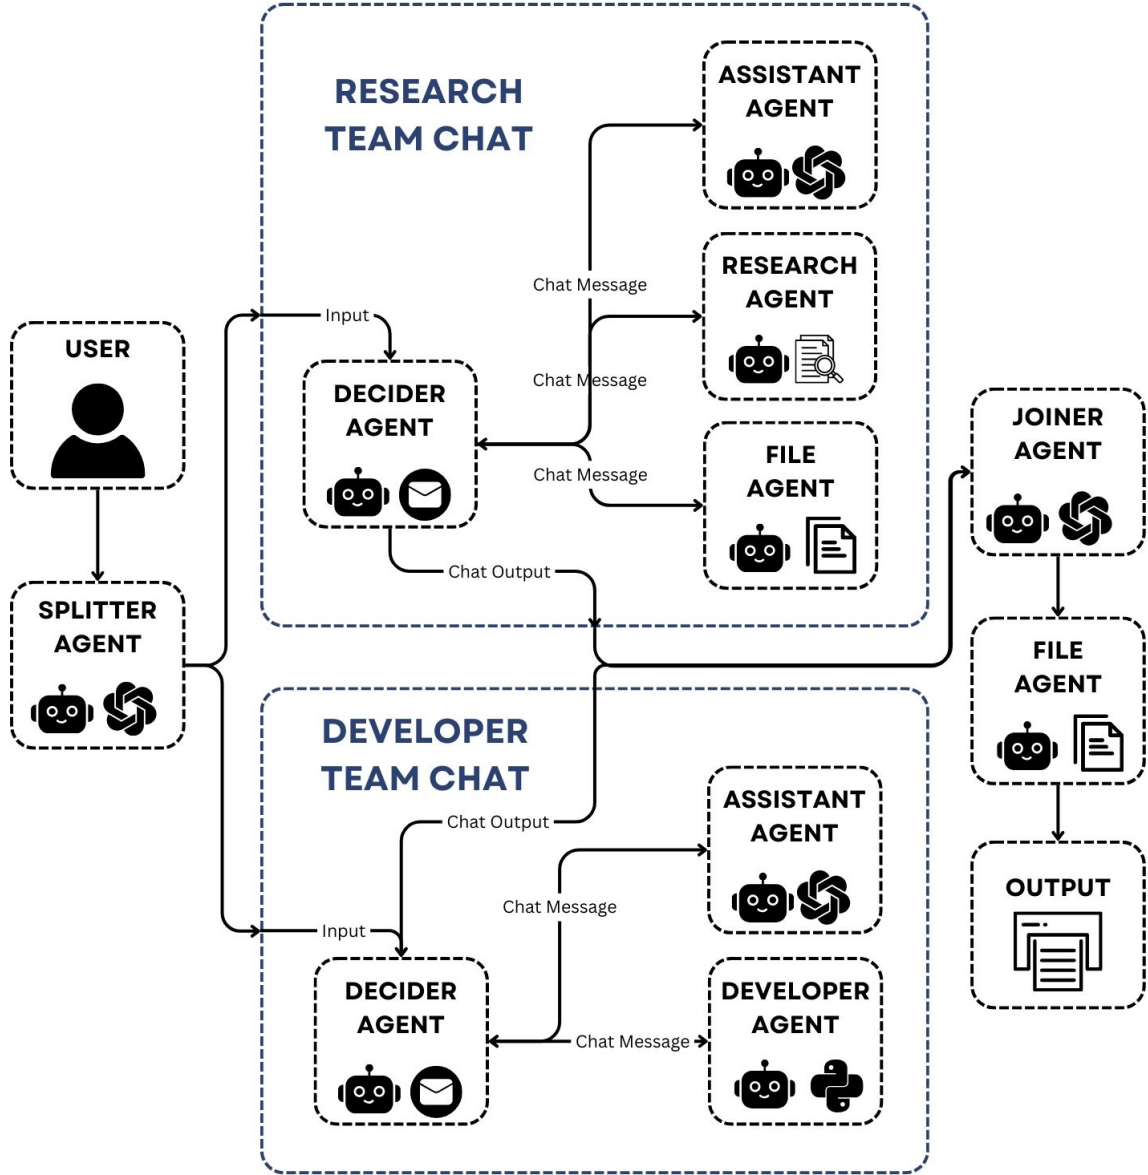 RESEARCH
TEAM CHAT
ASSISTANT
AGENT
Chat Message
RESEARCH
AGENT
Input
USER
DECIDER
AGENT
Chat Message
FILE
AGENT
Chat Message
Chat Output
SPLITTER
AGENT
JOINER
AGENT
FILE
AGENT
OUTPUT
DEVELOPER
TEAM CHAT
Chat Output
ASSISTANT
AGENT
Chat Message
Input
DECIDER
AGENT
Chat Message
DEVELOPER
AGENT